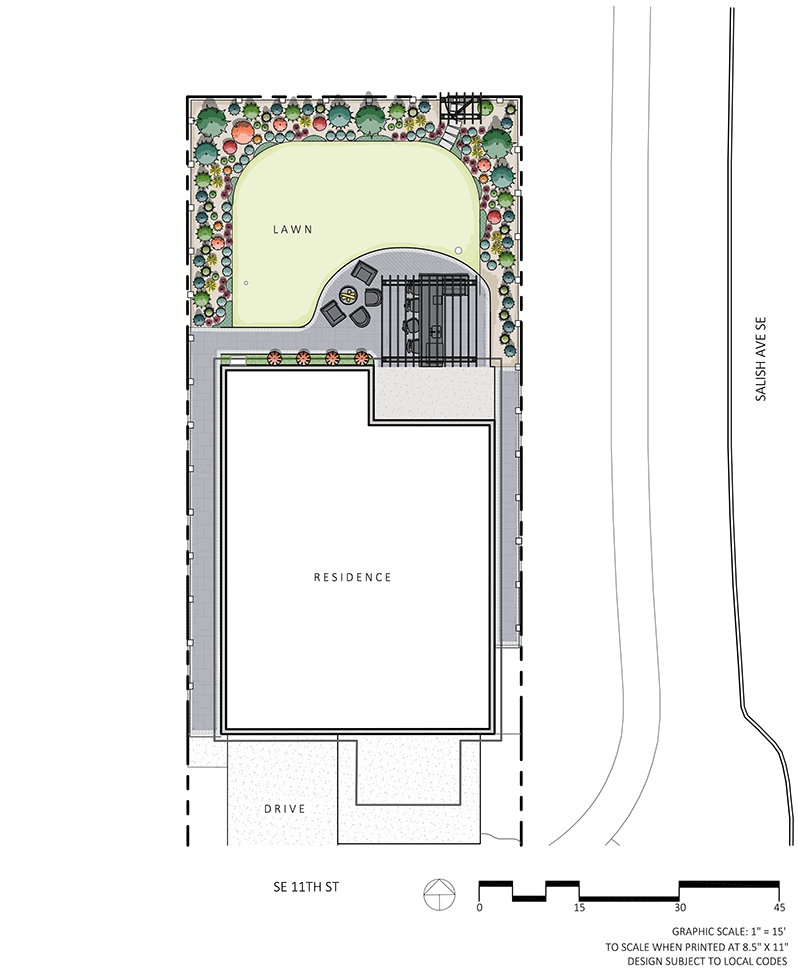 LAWN
SALISH AVE SE
RESIDENCE
DRIVE
SE 11TH ST
0 15 30 45
GRAPHIC SCALE: 1" = 15'
TO SCALE WHEN PRINTED AT 8.5" X 11"
DESIGN SUBJECT TO LOCAL CODES